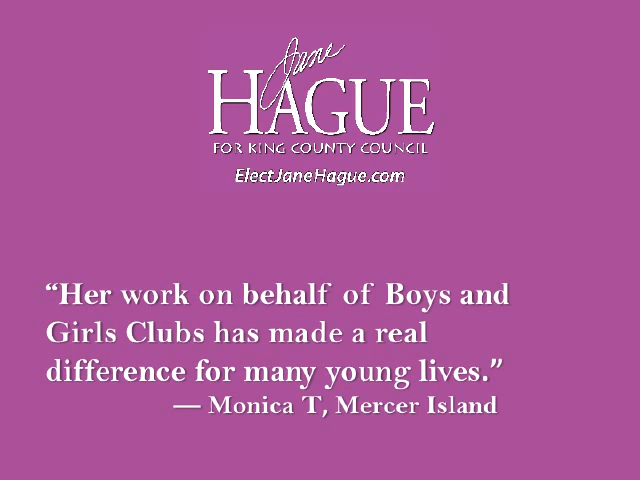 Jane
HAGUE
FOR KING COUNTY COUNCIL
ElectJaneHague.com
“Her work on behalf of Boys and
Girls Clubs has made a real
difference for many young lives.”
— Monica T, Mercer Island